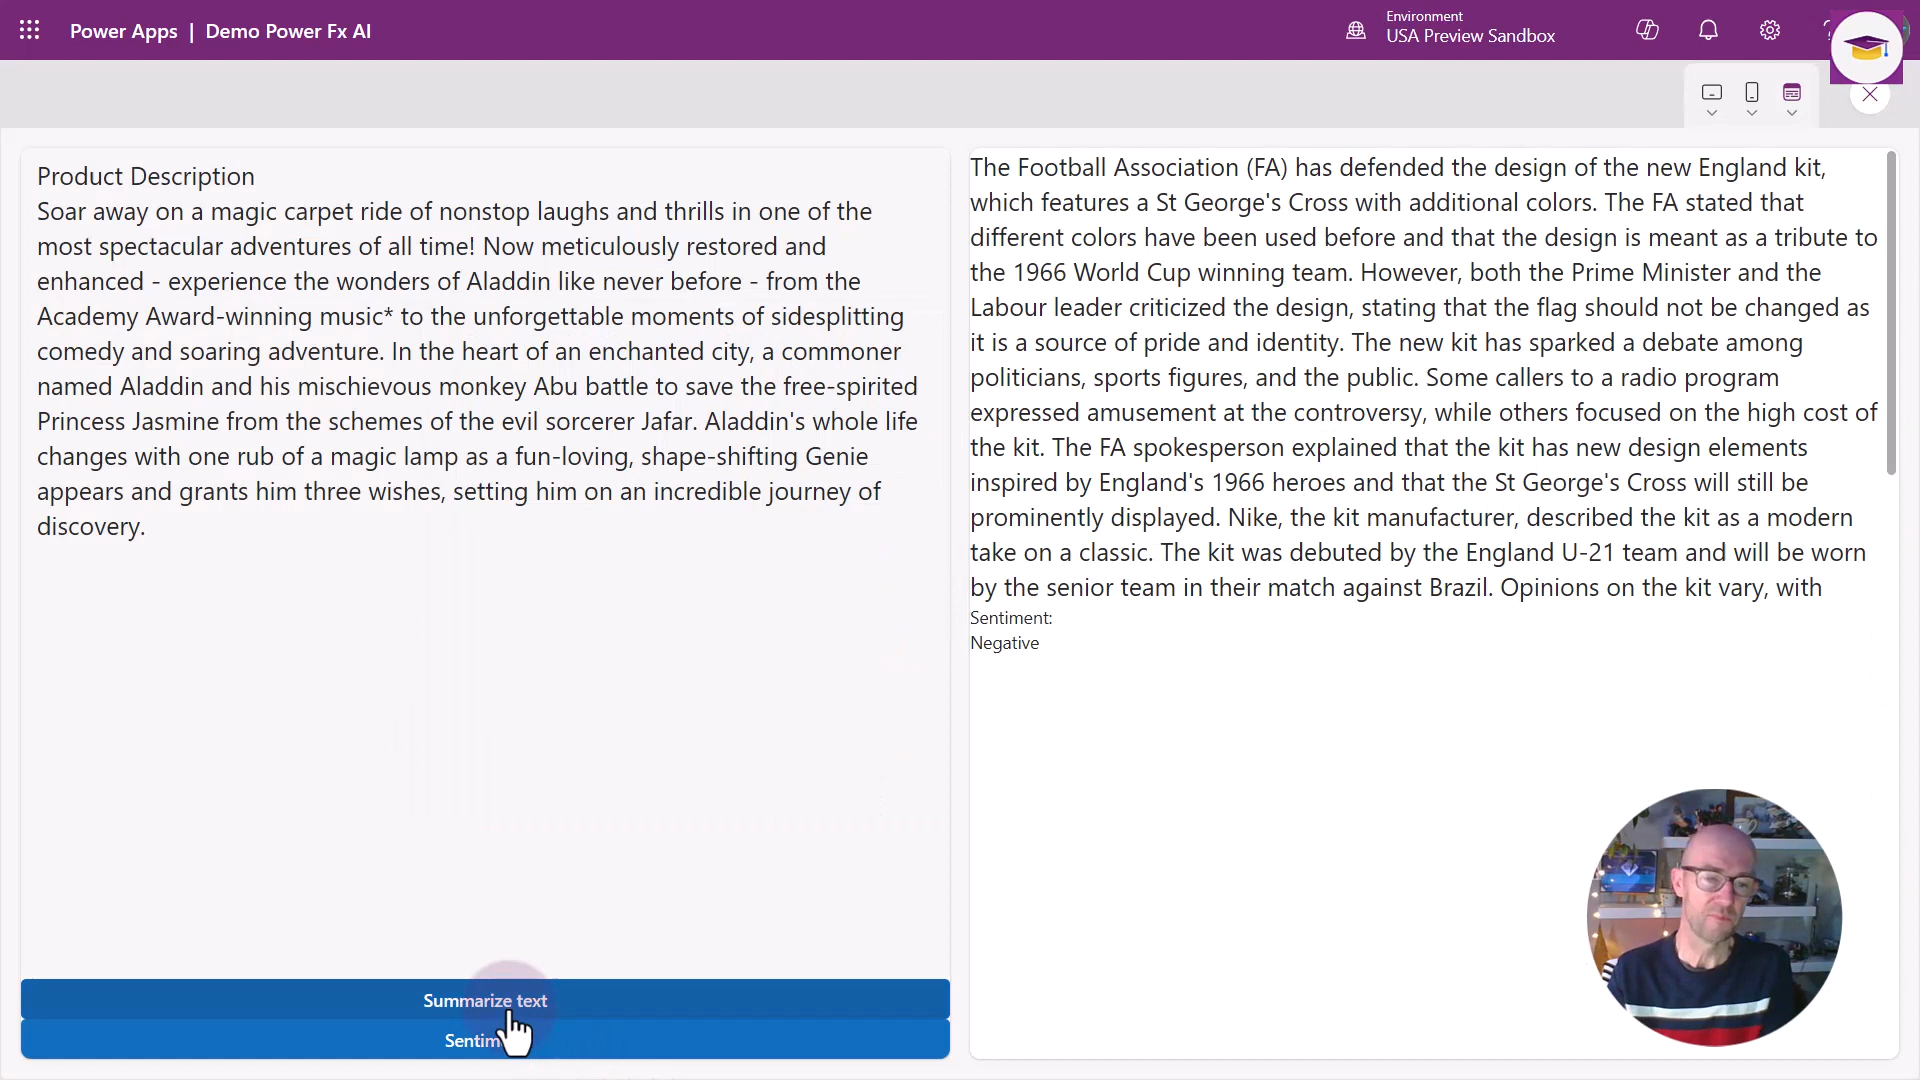 Power Apps | Demo Power Fx AI
Environment
USA Preview Sandbox
Product Description
Soar away on a magic carpet ride of nonstop laughs and thrills in one of the
most spectacular adventures of all time! Now meticulously restored and
enhanced - experience the wonders of Aladdin like never before - from the
Academy Award-winning music* to the unforgettable moments of sidesplitting
comedy and soaring adventure. In the heart of an enchanted city, a commoner
named Aladdin and his mischievous monkey Abu battle to save the free-spirited
Princess Jasmine from the schemes of the evil sorcerer Jafar. Aladdin's whole life
changes with one rub of a magic lamp as a fun-loving, shape-shifting Genie
appears and grants him three wishes, setting him on an incredible journey of
discovery.
Summarize text
Sentim
The Football Association (FA) has defended the design of the new England kit,
which features a St George's Cross with additional colors. The FA stated that
different colors have been used before and that the design is meant as a tribute to
the 1966 World Cup winning team. However, both the Prime Minister and the
Labour leader criticized the design, stating that the flag should not be changed as
it is a source of pride and identity. The new kit has sparked a debate among
politicians, sports figures, and the public. Some callers to a radio program
expressed amusement at the controversy, while others focused on the high cost of
the kit. The FA spokesperson explained that the kit has new design elements
inspired by England's 1966 heroes and that the St George's Cross will still be
prominently displayed. Nike, the kit manufacturer, described the kit as a modern
take on a classic. The kit was debuted by the England U-21 team and will be worn
by the senior team in their match against Brazil. Opinions on the kit vary, with
Sentiment:
Negative